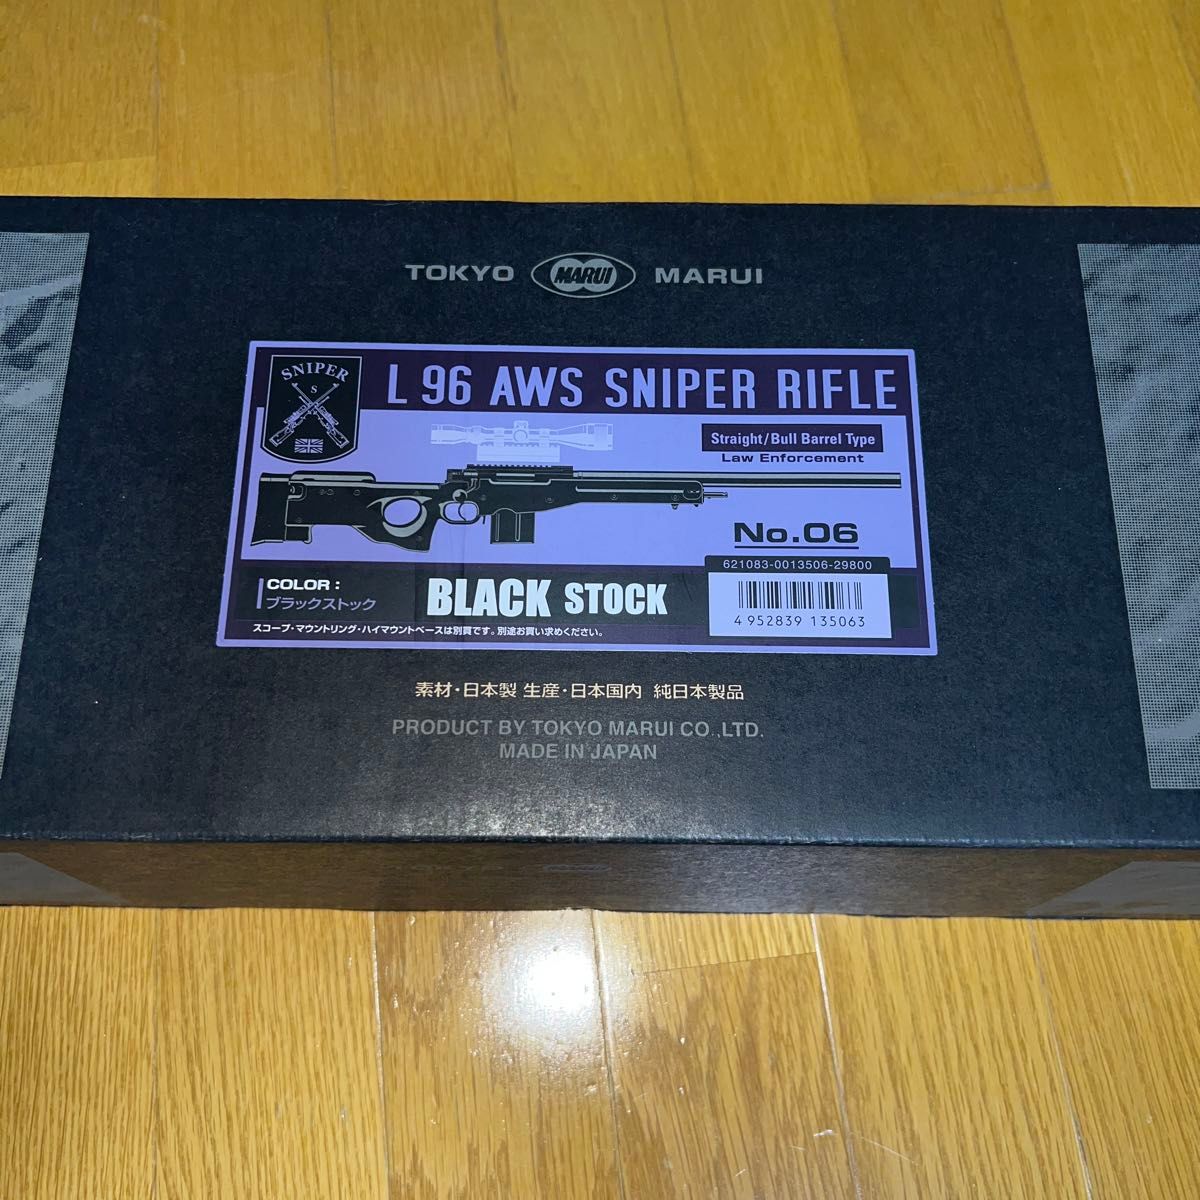 TOKYO MARUI MARUI
SNIPER
S
L96 AWS SNIPER RIFLE
Straight/Bull Barrel Type
Law Enforcement
No.06
621083-0013506-29800
COLOR：
ブラックストック
BLACK STOCK
4 952839 135063
スコープ・マウントリング・ハイマウントベースは別買です。別途お買い求めください。
素材・日本製 生産・日本国内 純日本製品
PRODUCT BY TOKYO MARUI CO.,LTD.
MADE IN JAPAN